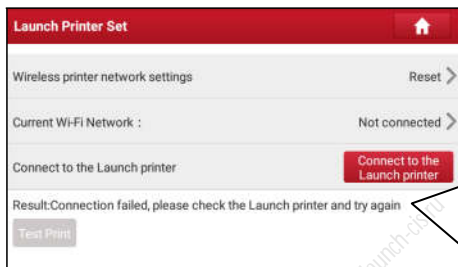 Launch Printer Set
Wireless printer network settings Reset
Current Wi-Fi Network： Not connected
Connect to the Launch printer Connect to the
Launch printer
Result:Connection failed, please check the Launch printer and try again
Test Print